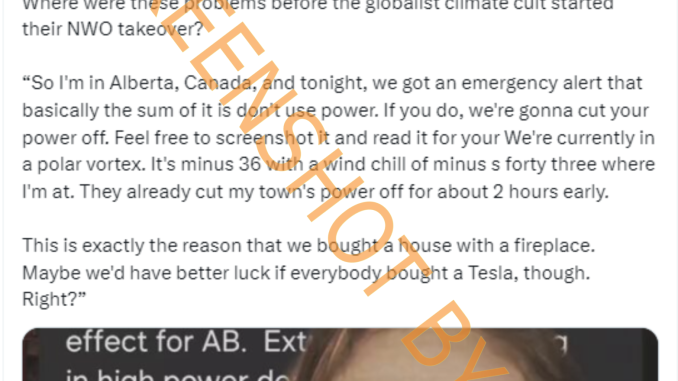 Where were these problems before the globalist climate cult started
their NWO takeover?
“So I'm in Alberta, Canada, and tonight, we got an emergency alert that
basically the sum of it is don't use power. If you do, we're gonna cut your
power off. Feel free to screenshot it and read it for your We're currently in
a polar vortex. It's minus 36 with a wind chill of minus s forty three where
I'm at. They already cut my town's power off for about 2 hours early.
This is exactly the reason that we bought a house with a fireplace.
Maybe we'd have better luck if everybody bought a Tesla, though.
Right?”
effect for AB. Ext
in high power de
EENSHOT BY